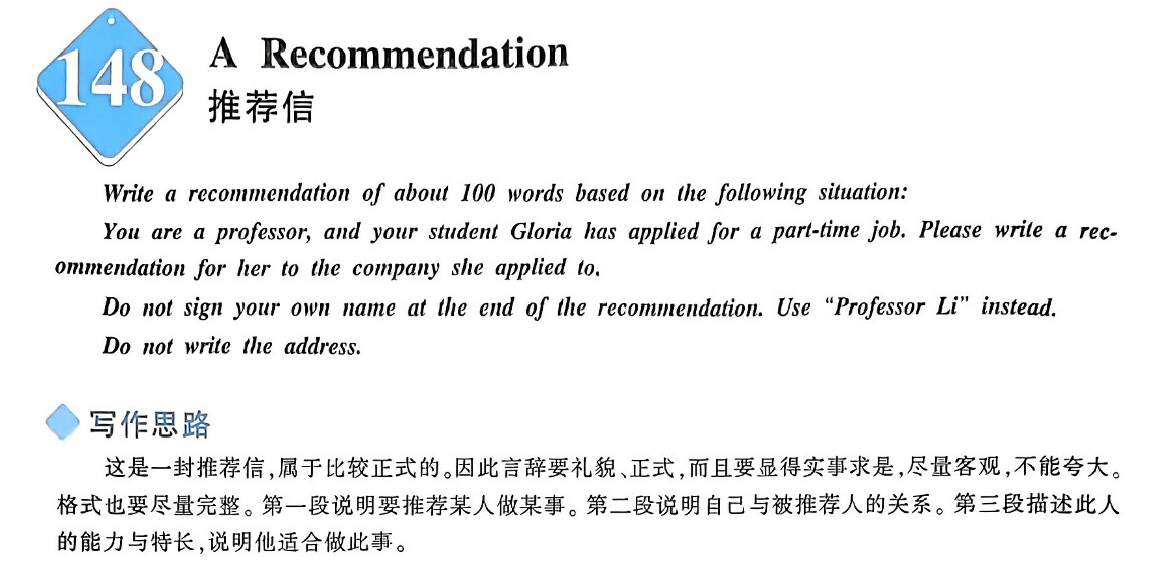 148
A Recommendation
推荐信
Write a recommendation of about 100 words based on the following situation:
You are a professor, and your student Gloria has applied for a part-time job. Please write a rec-
ommendation for her to the company she applied to.
Do not sign your own name at the end of the recommendation. Use “Professor Li” instead.
Do not write the address.
写作思路
这是一封推荐信,属于比较正式的。因此言辞要礼貌、正式,而且要显得实事求是,尽量客观,不能夸大。
格式也要尽量完整。第一段说明要推荐某人做某事。第二段说明自己与被推荐人的关系。第三段描述此人
的能力与特长,说明他适合做此事。